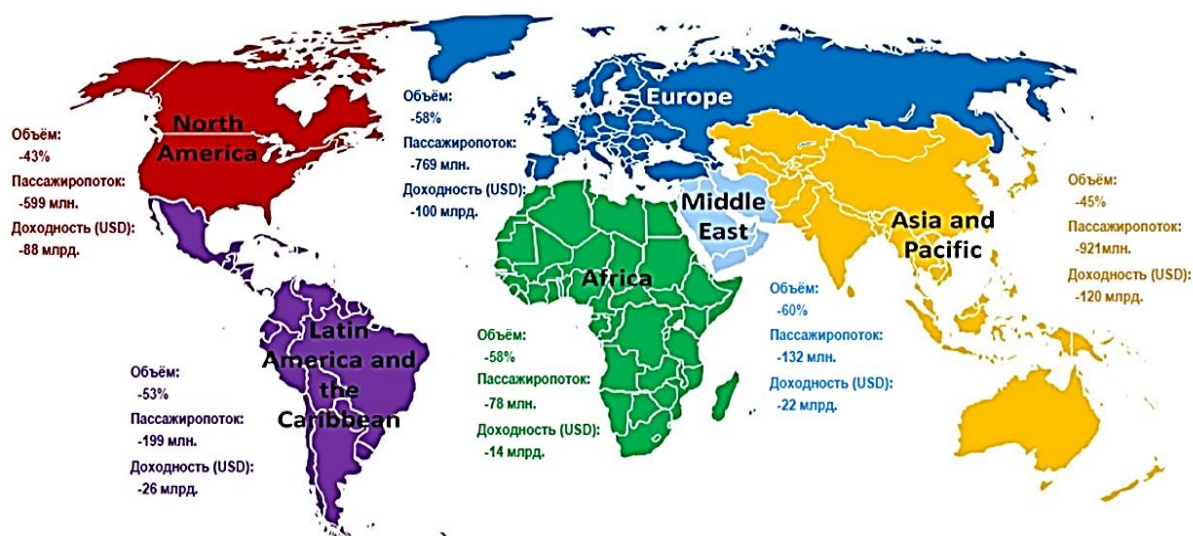 North
America
Объём:
-43%
Пассажиропоток:
-599 млн.
Доходность (USD):
-88 млрд.
Europe
Объём:
-58%
Пассажиропоток:
-769 млн.
Доходность (USD):
-100 млрд.
Middle
East
Объём:
-60%
Пассажиропоток:
-132 млн.
Доходность (USD):
-22 млрд.
Asia and
Pacific
Объём:
-45%
Пассажиропоток:
-921млн.
Доходность (USD):
-120 млрд.
Africa
Объём:
-58%
Пассажиропоток:
-78 млн.
Доходность (USD):
-14 млрд.
Latin
America and
the
Caribbean
Объём:
-53%
Пассажиропоток:
-199 млн.
Доходность (USD):
-26 млрд.